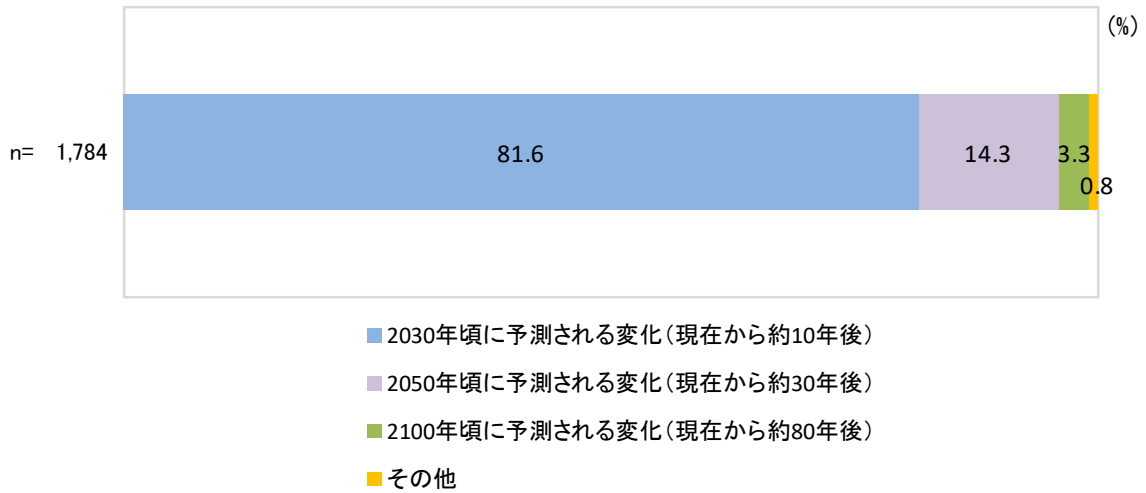 (%)
n= 1,784
81.6
14.3
3.3
0.8
2030年頃に予測される変化（現在から約10年後）
2050年頃に予測される変化（現在から約30年後）
2100年頃に予測される変化（現在から約80年後）
その他